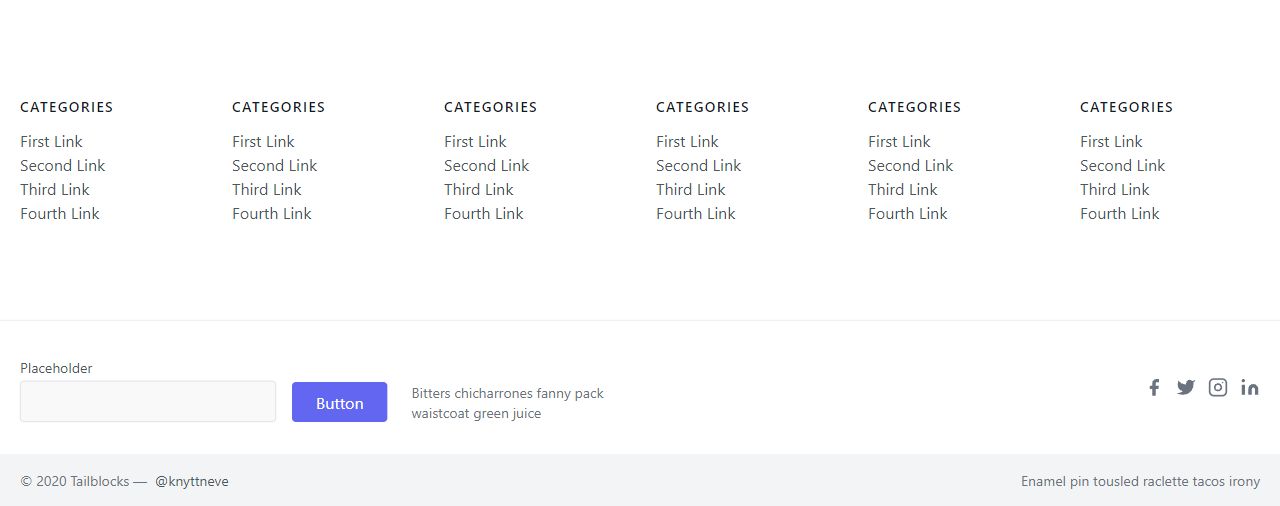 CATEGORIES
First Link
Second Link
Third Link
Fourth Link
CATEGORIES
First Link
Second Link
Third Link
Fourth Link
CATEGORIES
First Link
Second Link
Third Link
Fourth Link
CATEGORIES
First Link
Second Link
Third Link
Fourth Link
CATEGORIES
First Link
Second Link
Third Link
Fourth Link
CATEGORIES
First Link
Second Link
Third Link
Fourth Link
Placeholder
Button
Bitters chicharrones fanny pack
waistcoat green juice
© 2020 Tailblocks — @knyttneve
Enamel pin tousled raclette tacos irony